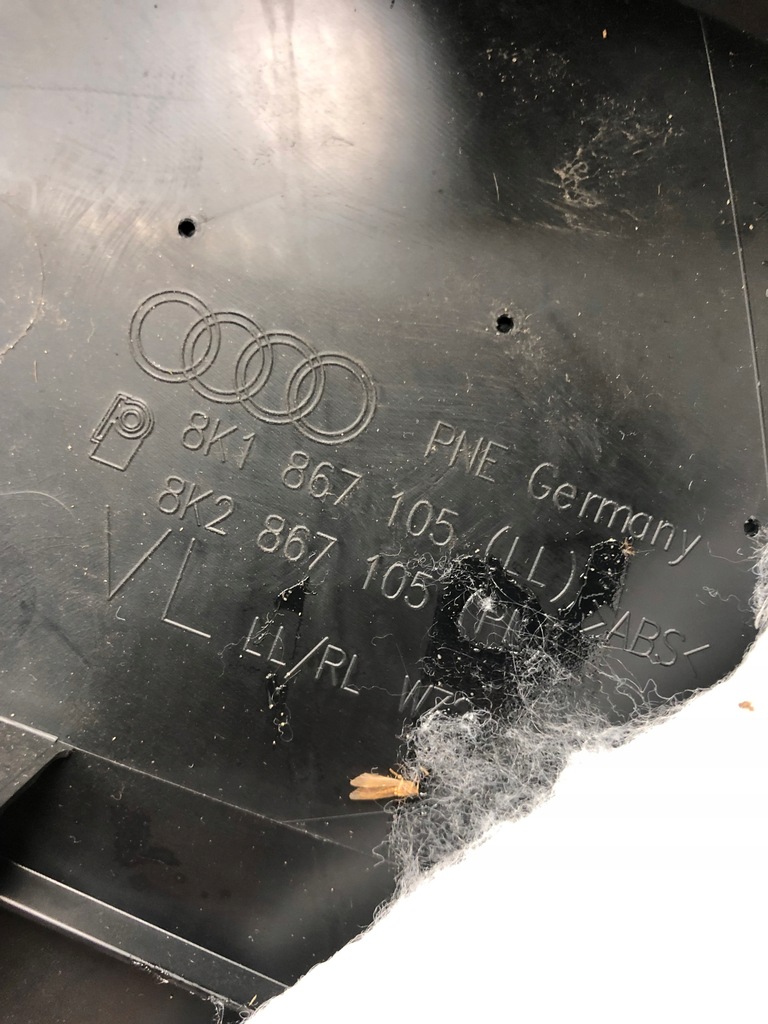 PNE Germany
8K1 867 105 (LL)
>ABS<
8K2 867 105
VL LL/RL